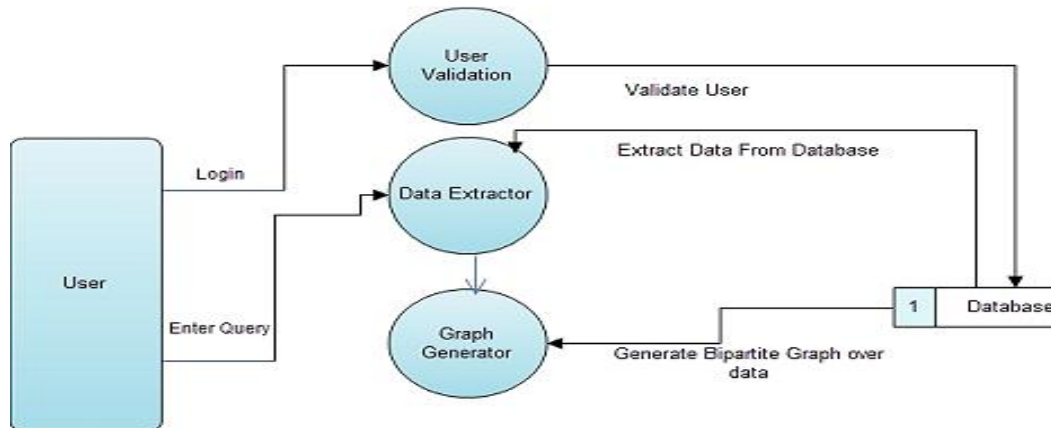 User
Validation
Validate User
Extract Data From Database
Login
Data Extractor
User
1
Database
Enter Query
Graph
Generator
Generate Bipartite Graph over
data